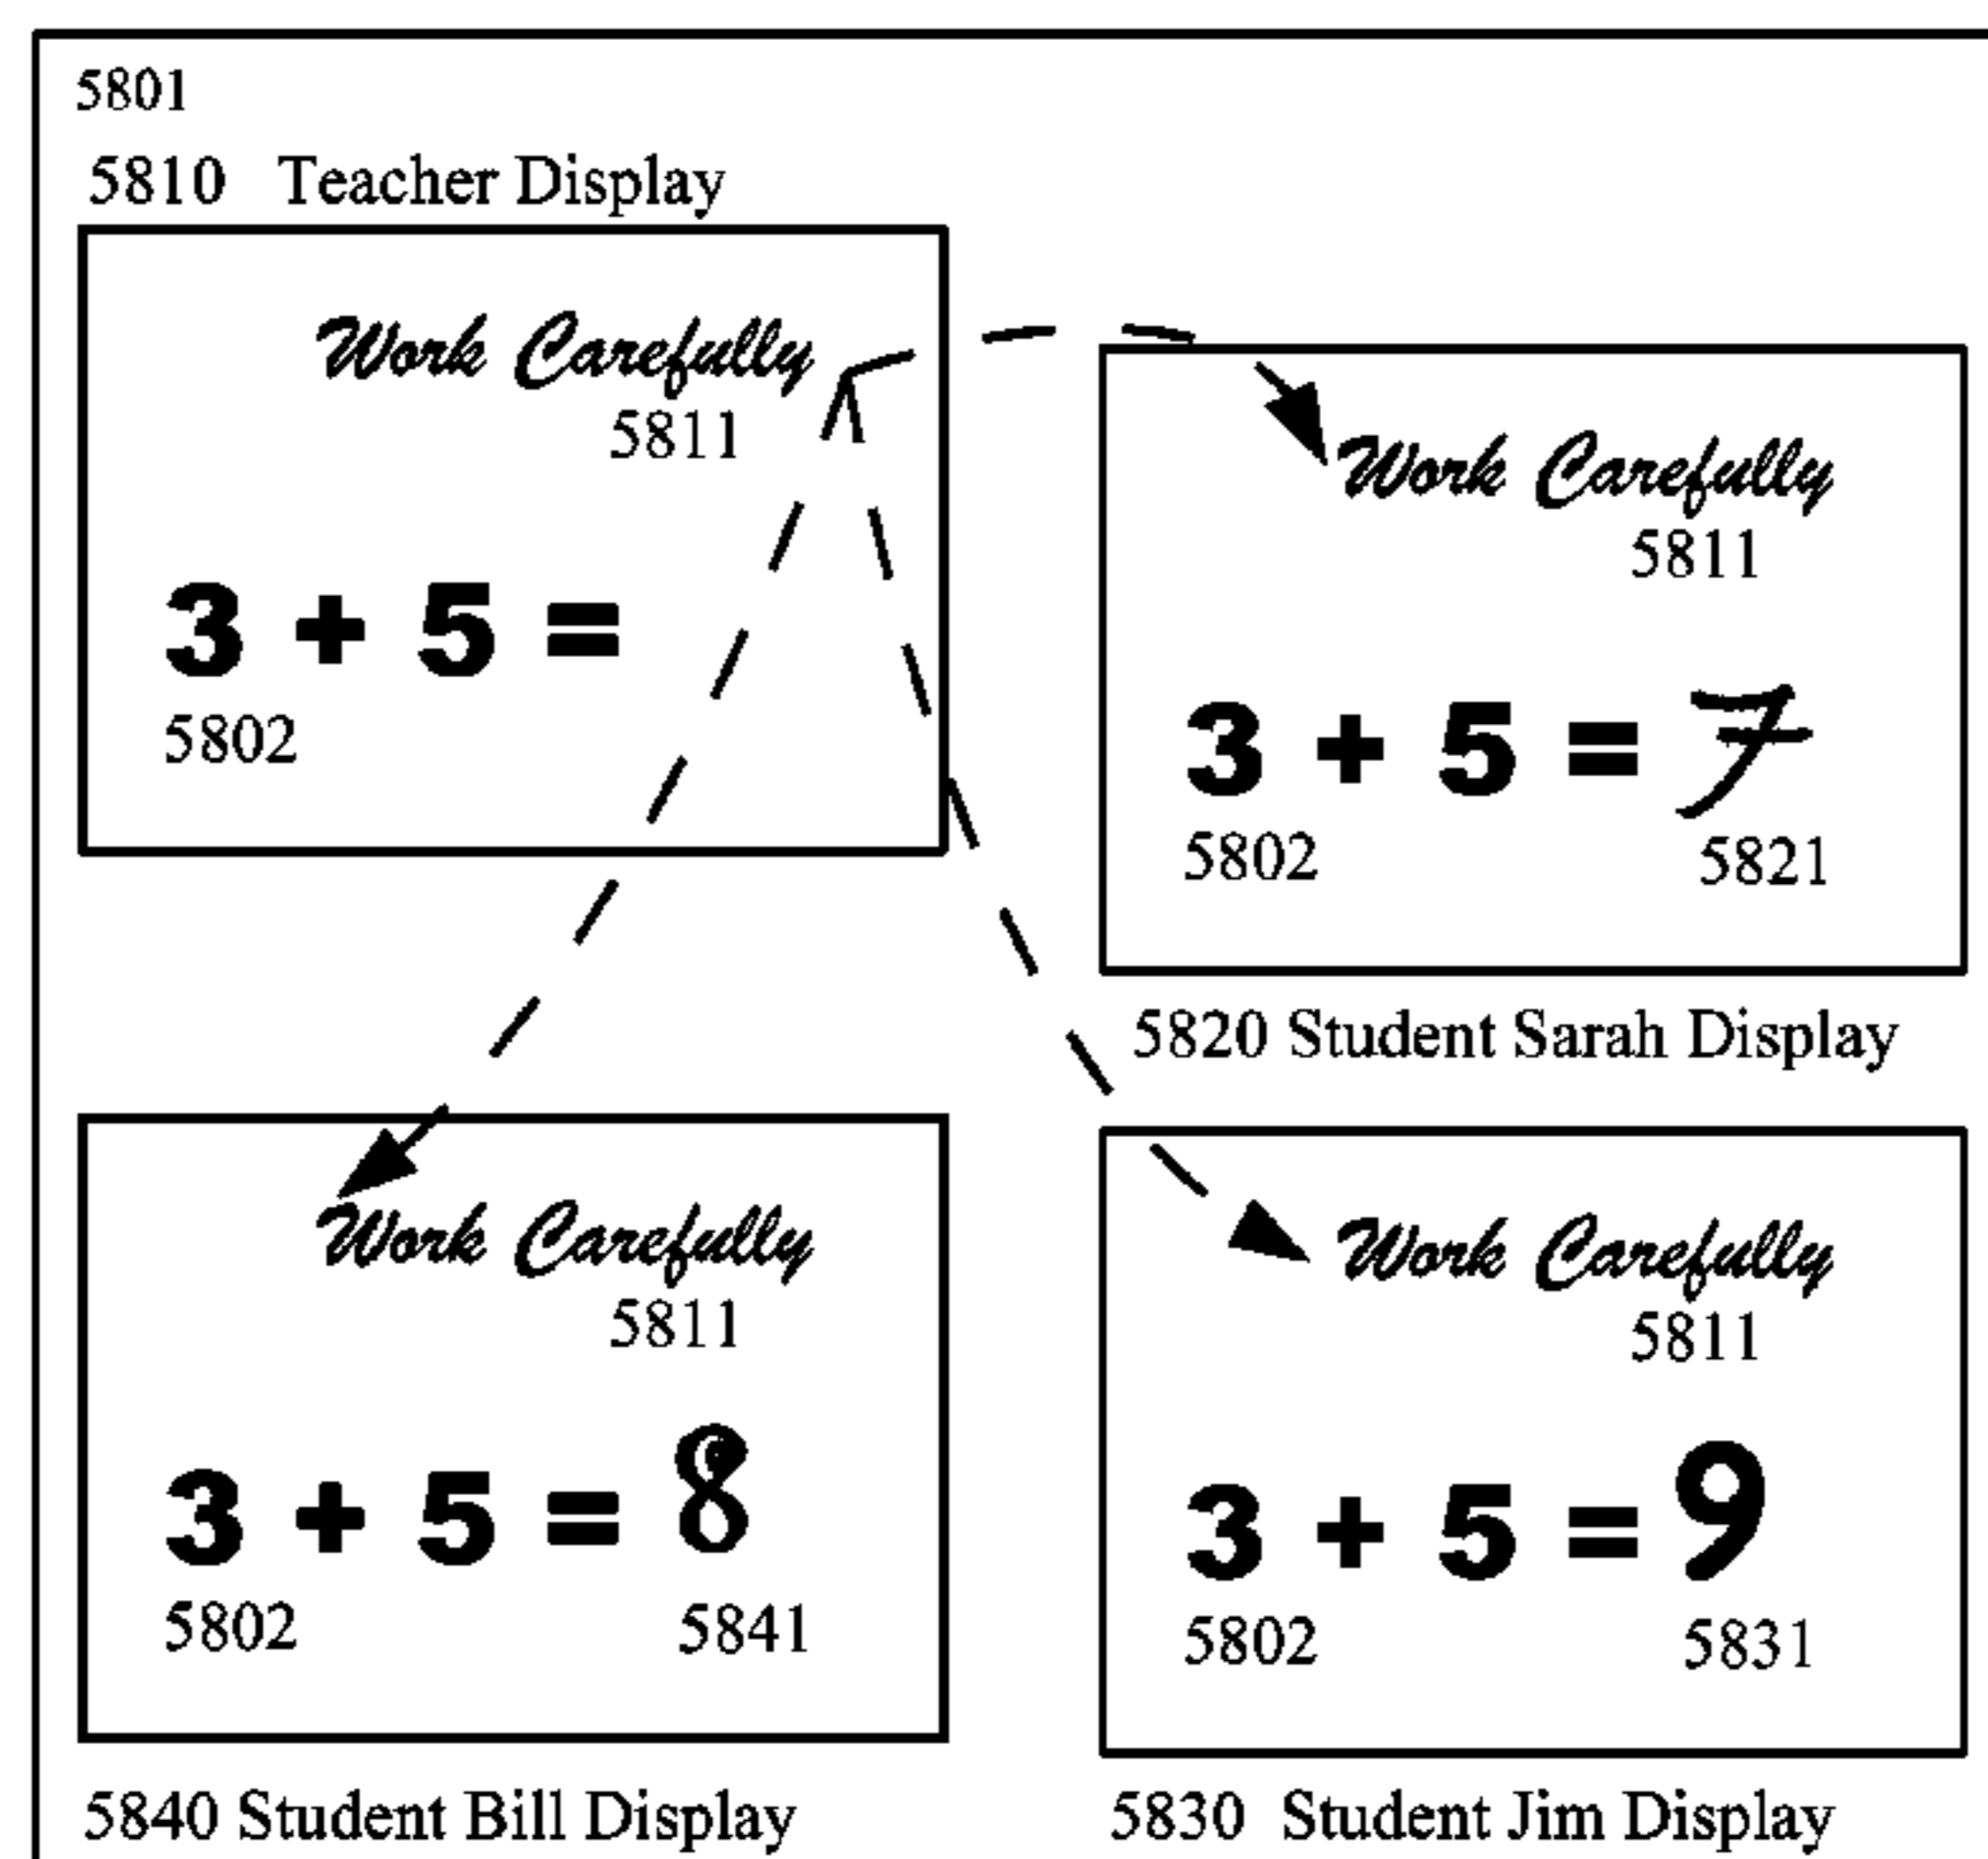 5801
5810 Teacher Display
Work Carefully
5811
3 + 5 =
5802
Work Carefully
5811
3 + 5 = 7
5802 5821
5820 Student Sarah Display
Work Carefully
5811
3 + 5 = 8
5802 5841
5840 Student Bill Display
Work Carefully
5811
3 + 5 = 9
5802 5831
5830 Student Jim Display